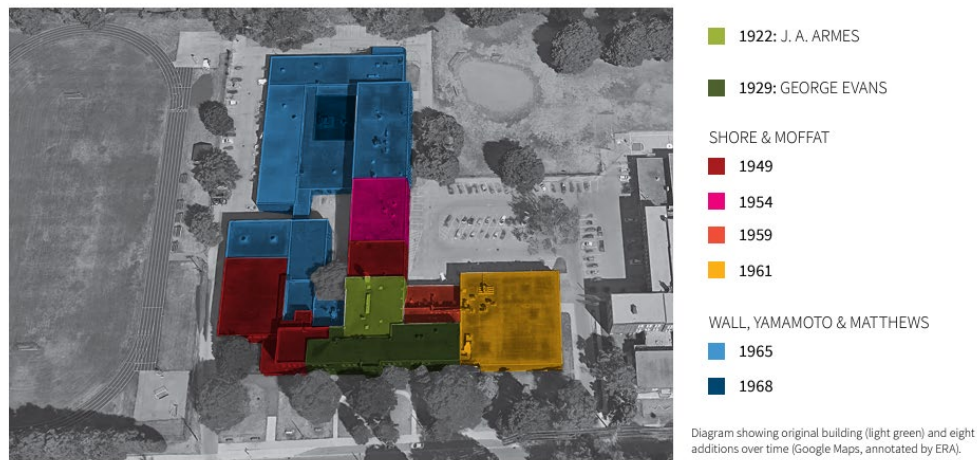 1922: J. A. ARMES
1929: GEORGE EVANS
SHORE & MOFFAT
1949
1954
1959
1961
WALL, YAMAMOTO & MATTHEWS
1965
1968
Diagram showing original building (light green) and eight
additions over time (Google Maps, annotated by ERA).